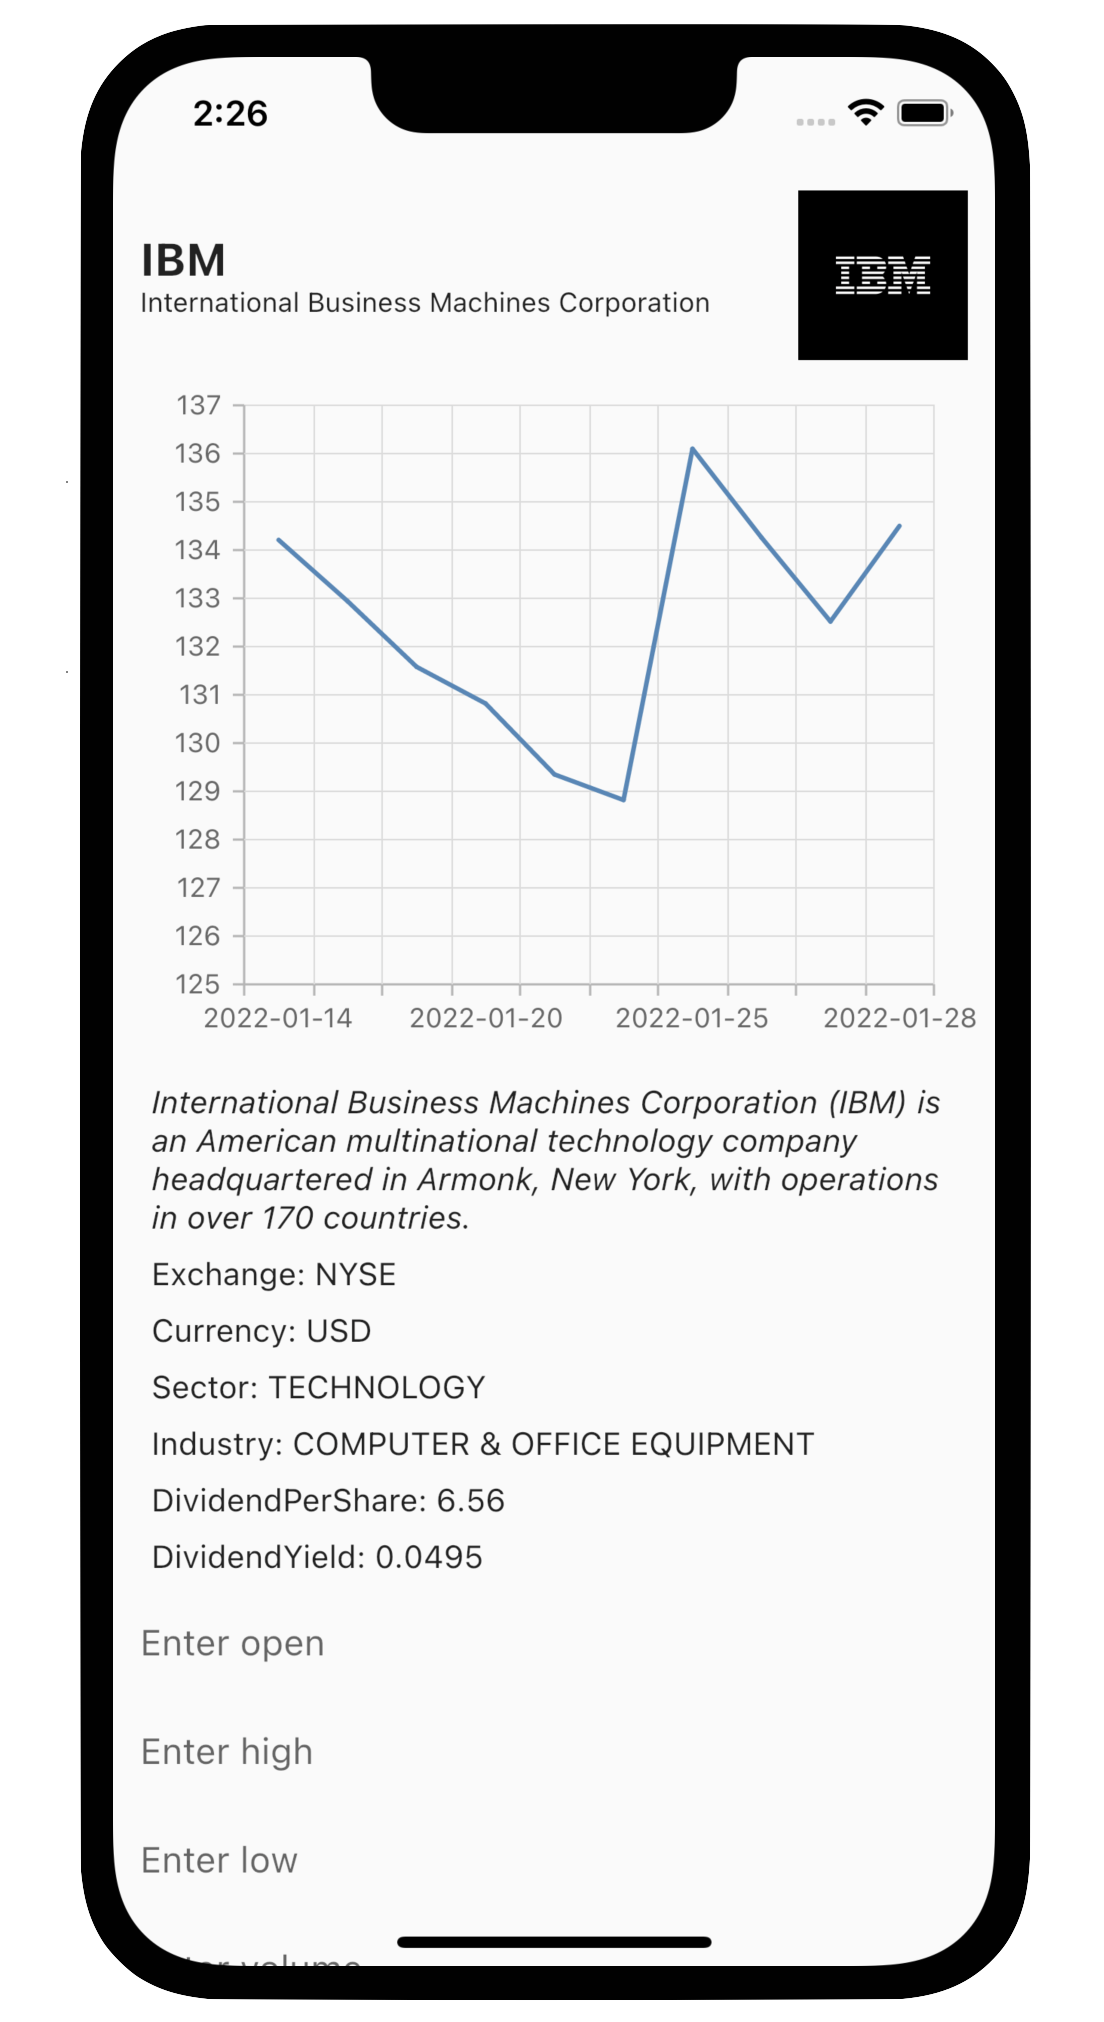 2:26
IBM
International Business Machines Corporation
IBM
137
136
135
134
133
132
131
130
129
128
127
126
125
2022-01-14 2022-01-20 2022-01-25 2022-01-28
International Business Machines Corporation (IBM) is
an American multinational technology company
headquartered in Armonk, New York, with operations
in over 170 countries.
Exchange: NYSE
Currency: USD
Sector: TECHNOLOGY
Industry: COMPUTER & OFFICE EQUIPMENT
DividendPerShare: 6.56
DividendYield: 0.0495
Enter open
Enter high
Enter low